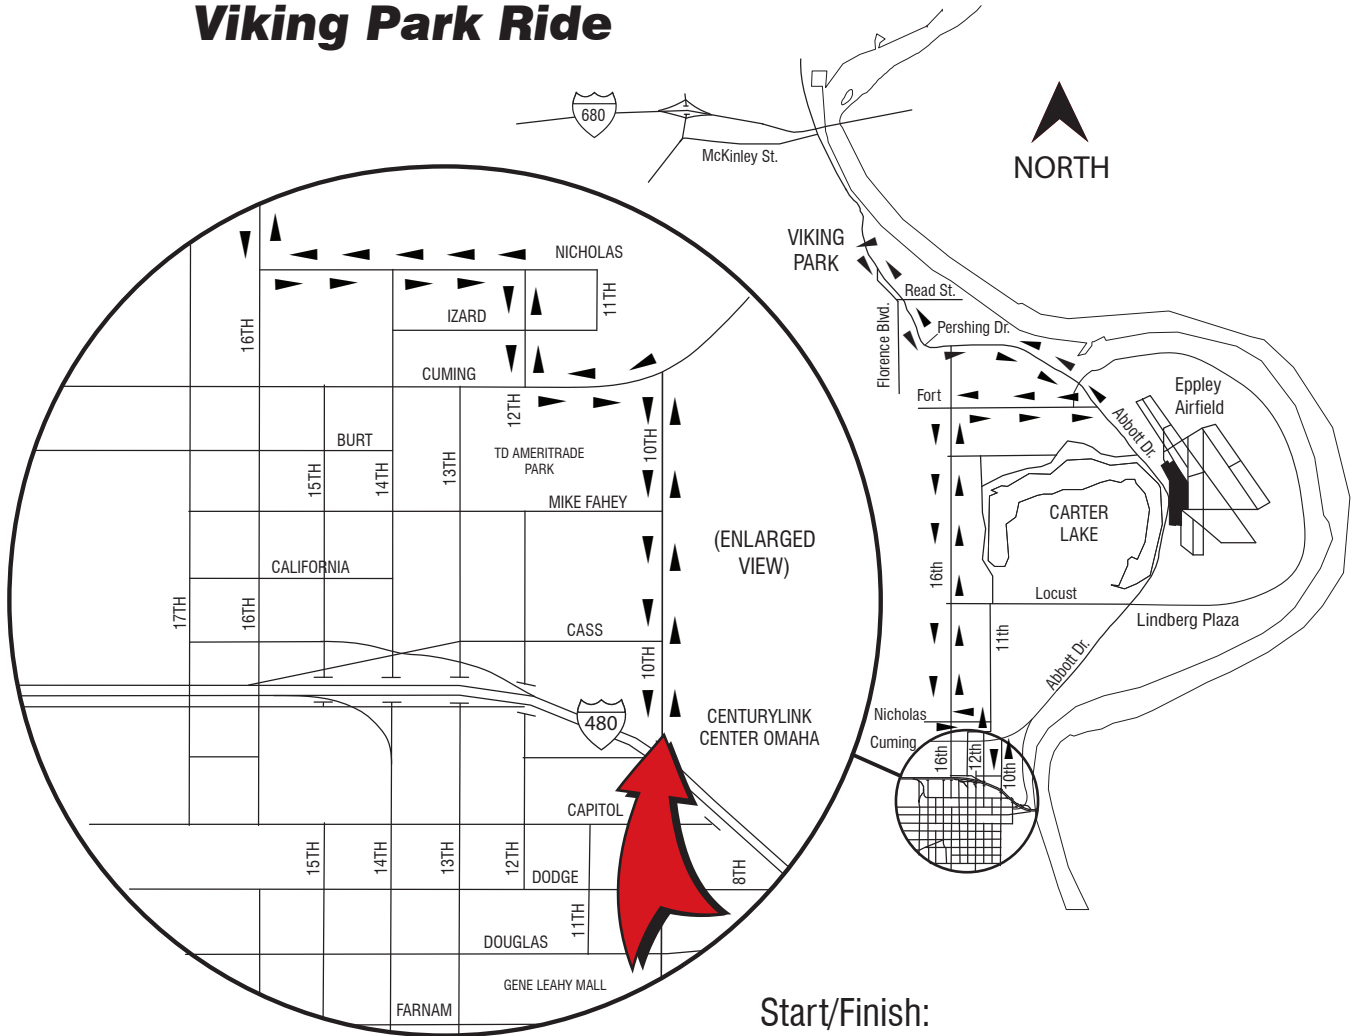 Viking Park Ride
680
McKinley St.
NORTH
VIKING
PARK
Read St.
Florence Blvd.
Pershing Dr.
Fort
Abbott Dr.
Eppley
Airfield
CARTER
LAKE
16th
Locust
Lindberg Plaza
11th
Abbott Dr.
Nicholas
Cuming
16th
12th
10th
NICHOLAS
11TH
IZARD
16TH
CUMING
12TH
10TH
BURT
TD AMERITRADE
PARK
15TH
14TH
13TH
MIKE FAHEY
(ENLARGED
VIEW)
CALIFORNIA
17TH
16TH
CASS
10TH
480
CENTURYLINK
CENTER OMAHA
CAPITOL
15TH
14TH
13TH
12TH
8TH
DODGE
11TH
DOUGLAS
GENE LEAHY MALL
FARNAM
Start/Finish: